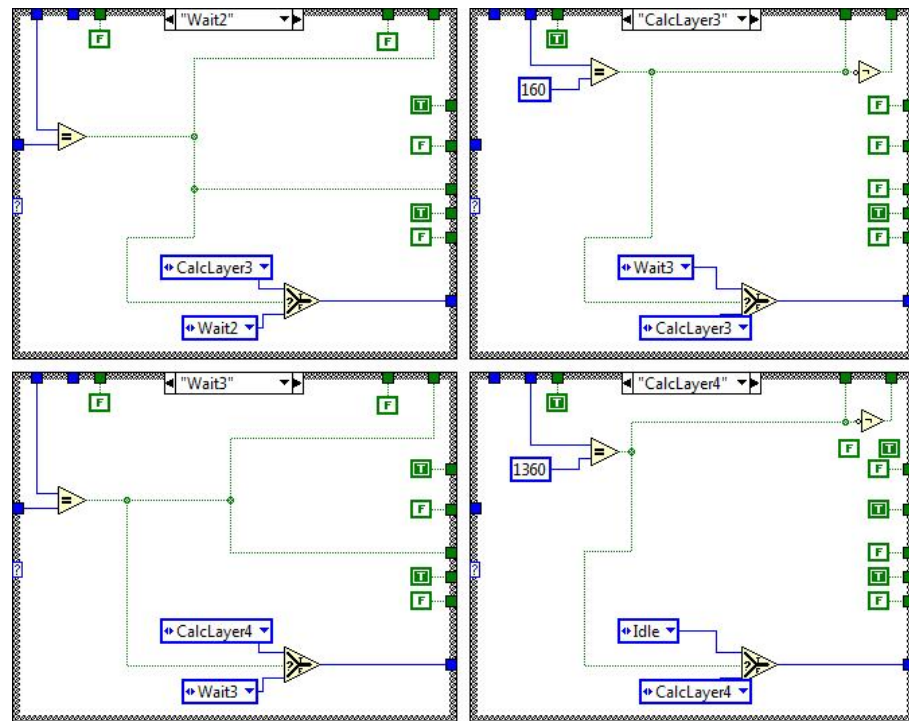 "Wait2"
F
F
=
T
F
?
T
F
CalcLayer3
?
T
F
Wait2
"CalcLayer3"
T
=
160
F
F
?
F
T
F
Wait3
?
T
F
CalcLayer3
"Wait3"
F
F
T
=
F
?
T
F
CalcLayer4
?
T
F
Wait3
"CalcLayer4"
T
=
F
T
1360
F
T
?
F
T
F
Idle
?
T
F
CalcLayer4